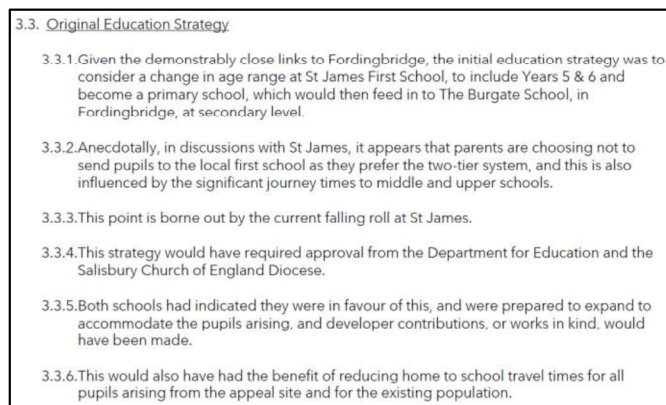 3.3. Original Education Strategy
3.3.1.Given the demonstrably close links to Fordingbridge, the initial education strategy was to
consider a change in age range at St James First School, to include Years 5 & 6 and
become a primary school, which would then feed in to The Burgate School, in
Fordingbridge, at secondary level.
3.3.2.Anecdotally, in discussions with St James, it appears that parents are choosing not to
send pupils to the local first school as they prefer the two-tier system, and this is also
influenced by the significant journey times to middle and upper schools.
3.3.3.This point is borne out by the current falling roll at St James.
3.3.4.This strategy would have required approval from the Department for Education and the
Salisbury Church of England Diocese.
3.3.5.Both schools had indicated they were in favour of this, and were prepared to expand to
accommodate the pupils arising, and developer contributions, or works in kind, would
have been made.
3.3.6.This would also have had the benefit of reducing home to school travel times for all
pupils arising from the appeal site and for the existing population.